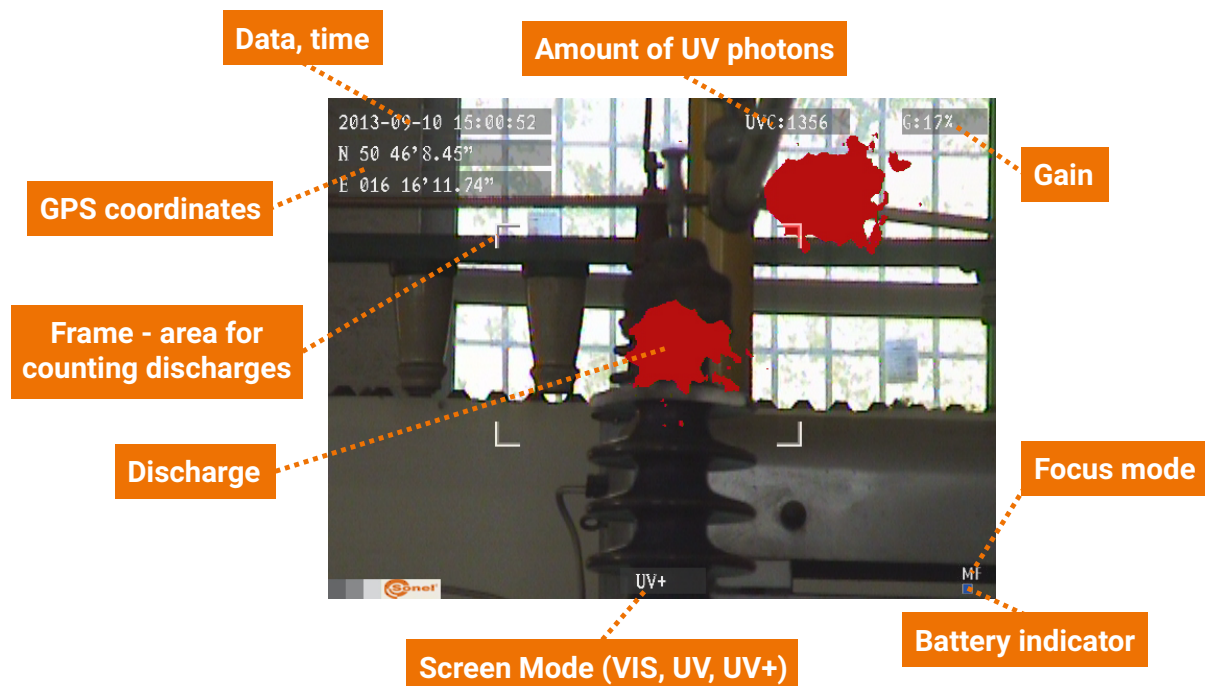 Data, time
Amount of UV photons
2013-09-10 15:00:52
UVC:1356
G:17%
N 50 46'8.45"
E 016 16'11.74"
Gain
GPS coordinates
Frame - area for
counting discharges
Discharge
Focus mode
MF
Sonel
UV+
Battery indicator
Screen Mode (VIS, UV, UV+)